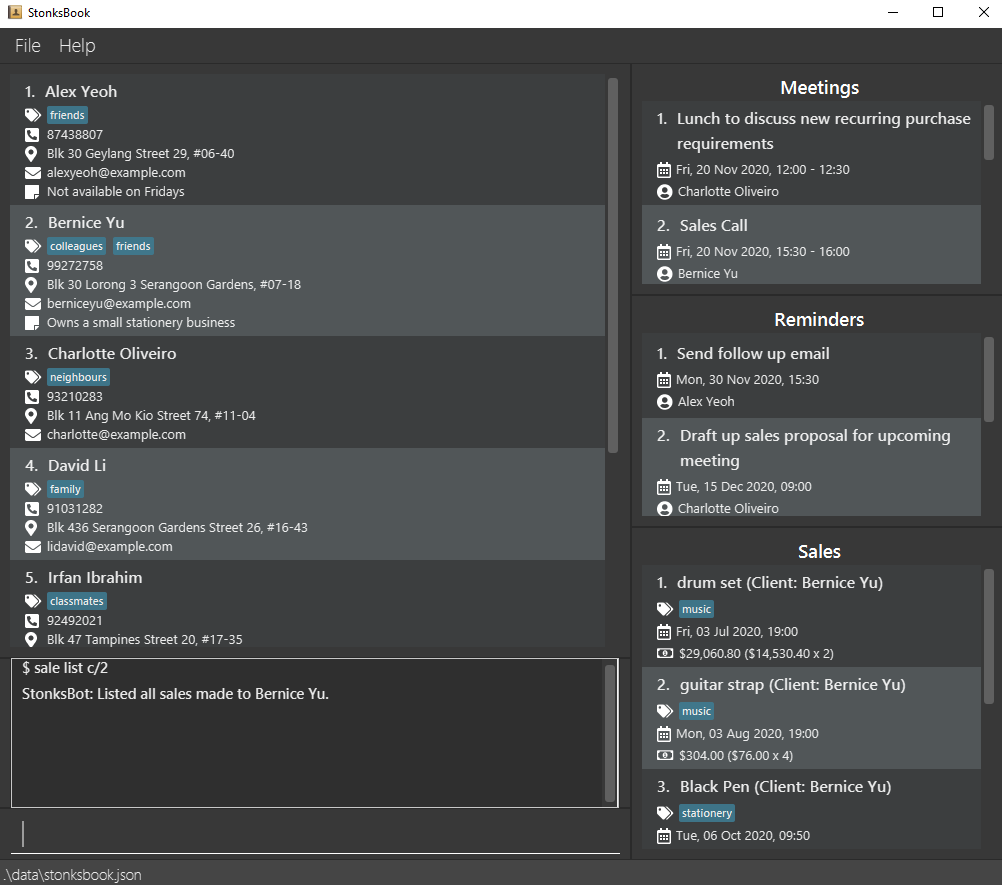 StonksBook
File Help
1. Alex Yeoh
friends
87438807
Blk 30 Geylang Street 29, #06-40
alexyeoh@example.com
Not available on Fridays
2. Bernice Yu
colleagues friends
99272758
Blk 30 Lorong 3 Serangoon Gardens, #07-18
berniceyu@example.com
Owns a small stationery business
3. Charlotte Oliveiro
neighbours
93210283
Blk 11 Ang Mo Kio Street 74, #11-04
charlotte@example.com
4. David Li
family
91031282
Blk 436 Serangoon Gardens Street 26, #16-43
lidavid@example.com
5. Irfan Ibrahim
classmates
92492021
Blk 47 Tampines Street 20, #17-35
$ sale list c/2
StonksBot: Listed all sales made to Bernice Yu.
Meetings
1. Lunch to discuss new recurring purchase
requirements
Fri, 20 Nov 2020, 12:00 - 12:30
Charlotte Oliveiro
2. Sales Call
Fri, 20 Nov 2020, 15:30 - 16:00
Bernice Yu
Reminders
1. Send follow up email
Mon, 30 Nov 2020, 15:30
Alex Yeoh
2. Draft up sales proposal for upcoming
meeting
Tue, 15 Dec 2020, 09:00
Charlotte Oliveiro
Sales
1. drum set (Client: Bernice Yu)
music
Fri, 03 Jul 2020, 19:00
$29,060.80 ($14,530.40 x 2)
2. guitar strap (Client: Bernice Yu)
music
Mon, 03 Aug 2020, 19:00
$304.00 ($76.00 x 4)
3. Black Pen (Client: Bernice Yu)
stationery
Tue, 06 Oct 2020, 09:50
.\data\stonksbook.json